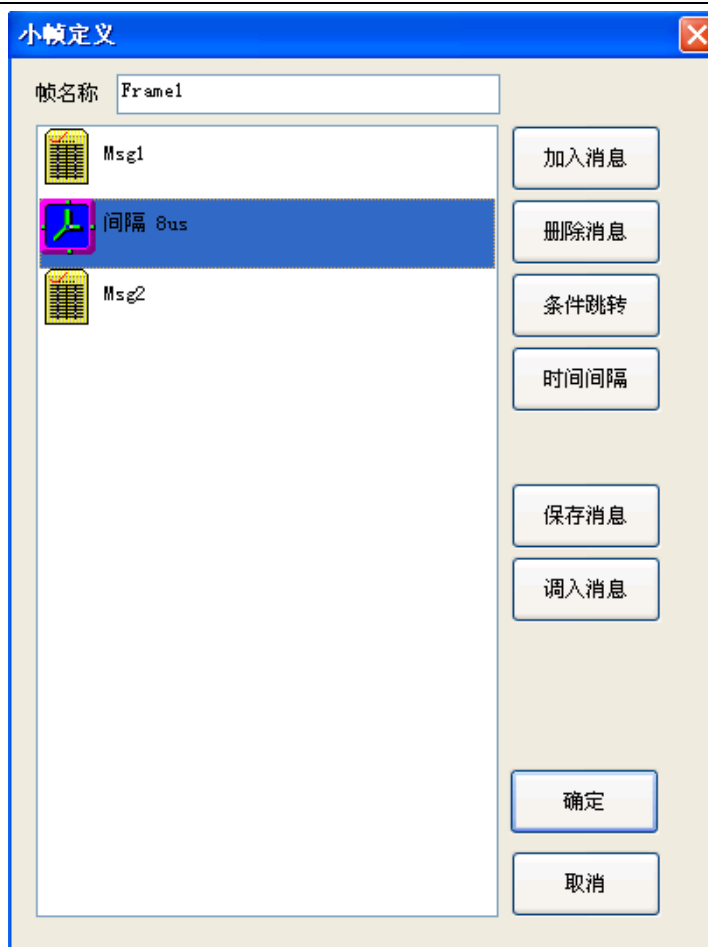 小帧定义
帧名称 Frame1
Msg1
间隔 8us
Msg2
加入消息
删除消息
条件跳转
时间间隔
保存消息
调入消息
确定
取消